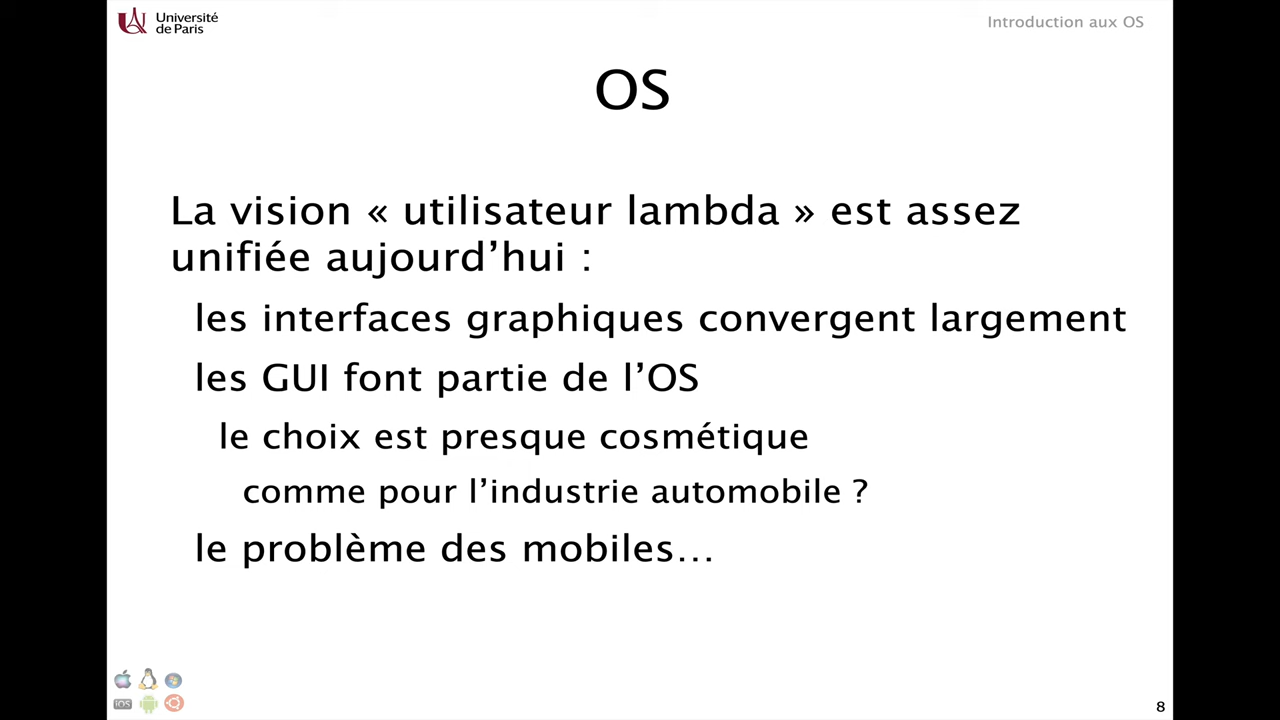 Université
de Paris
Introduction aux OS
OS
La vision « utilisateur lambda » est assez
unifiée aujourd’hui :
les interfaces graphiques convergent largement
les GUI font partie de l’OS
le choix est presque cosmétique
comme pour l’industrie automobile ?
le problème des mobiles…
iOS
8